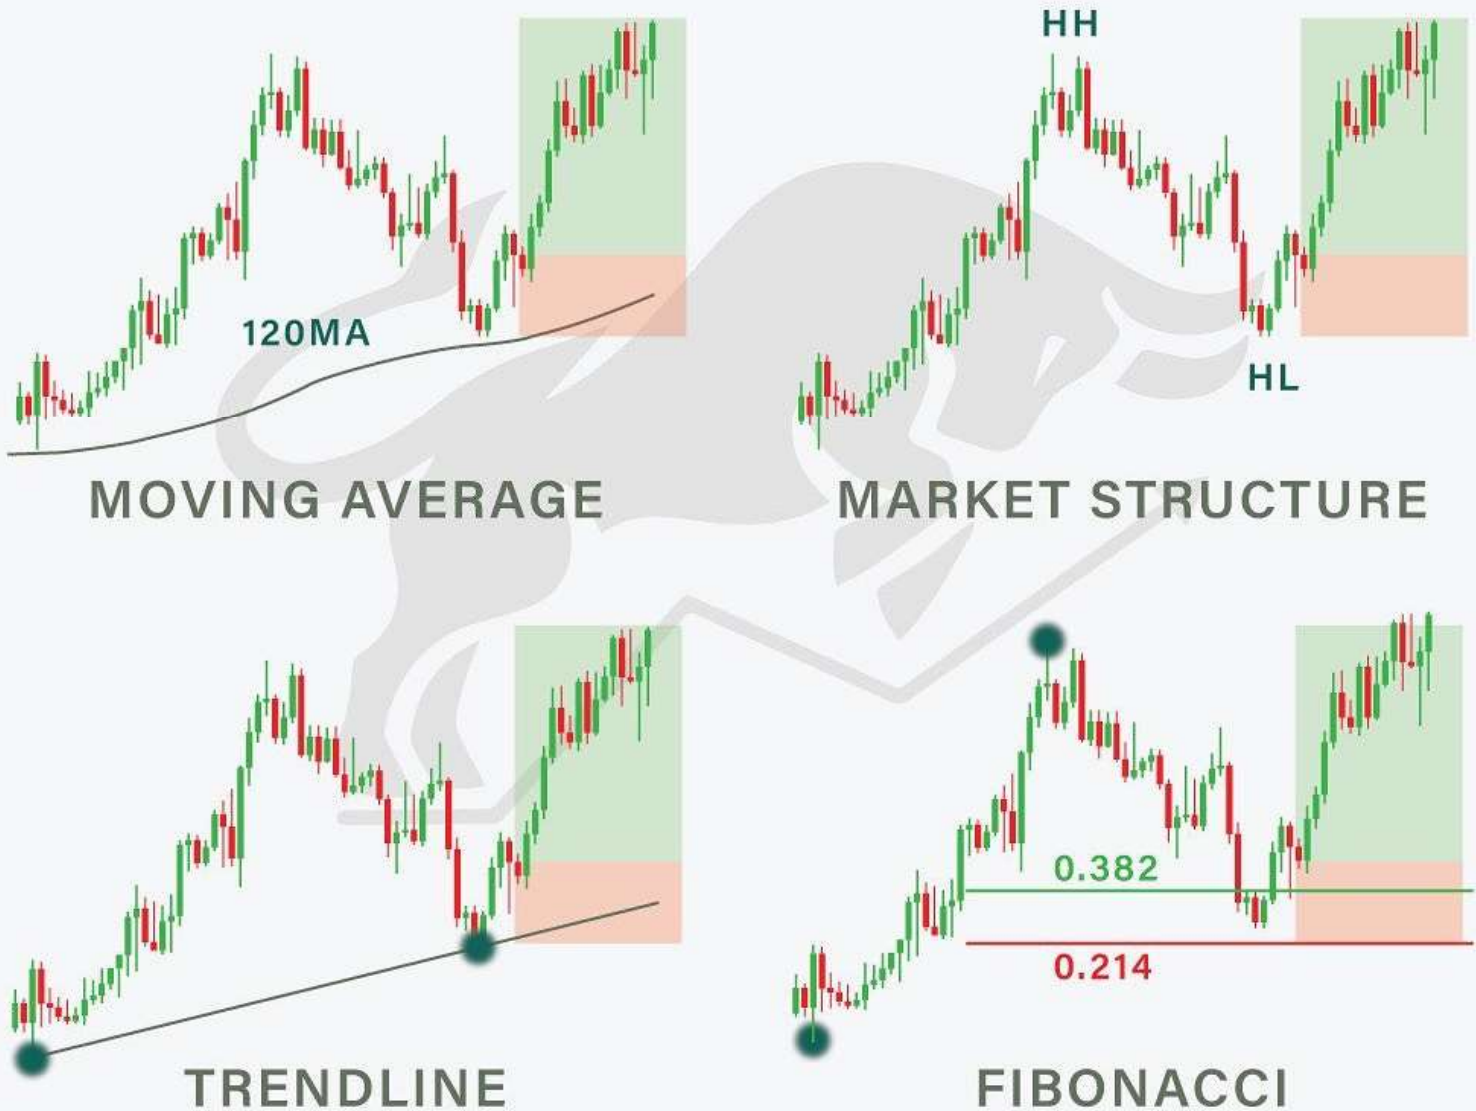 HH
120MA
HL
MOVING AVERAGE
MARKET STRUCTURE
0.382
0.214
TRENDLINE
FIBONACCI